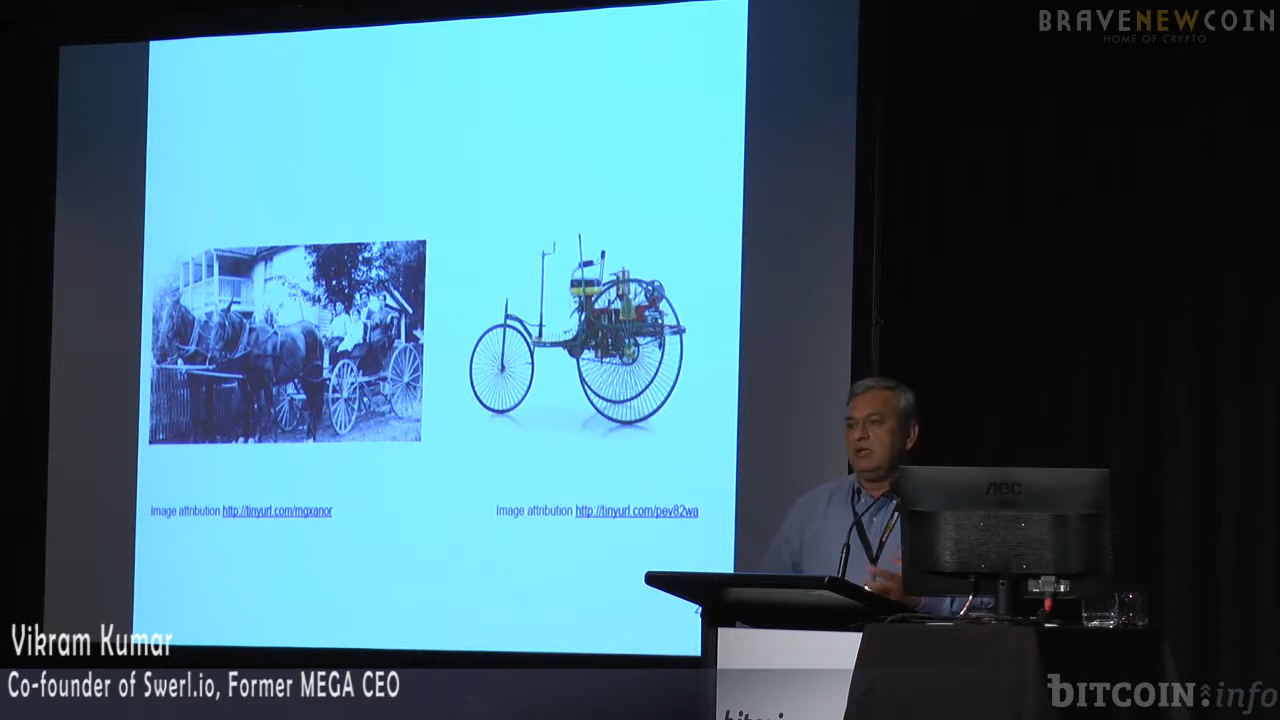 BRAVENEWCOIN
HOME OF CRYPTO
Image attribution http://tinyurl.com/mgxanor
Image attribution http://tinyurl.com/pev82wa
AOC
Vikram Kumar
Co-founder of Swerl.io, Former MEGA CEO
BITCOIN:info